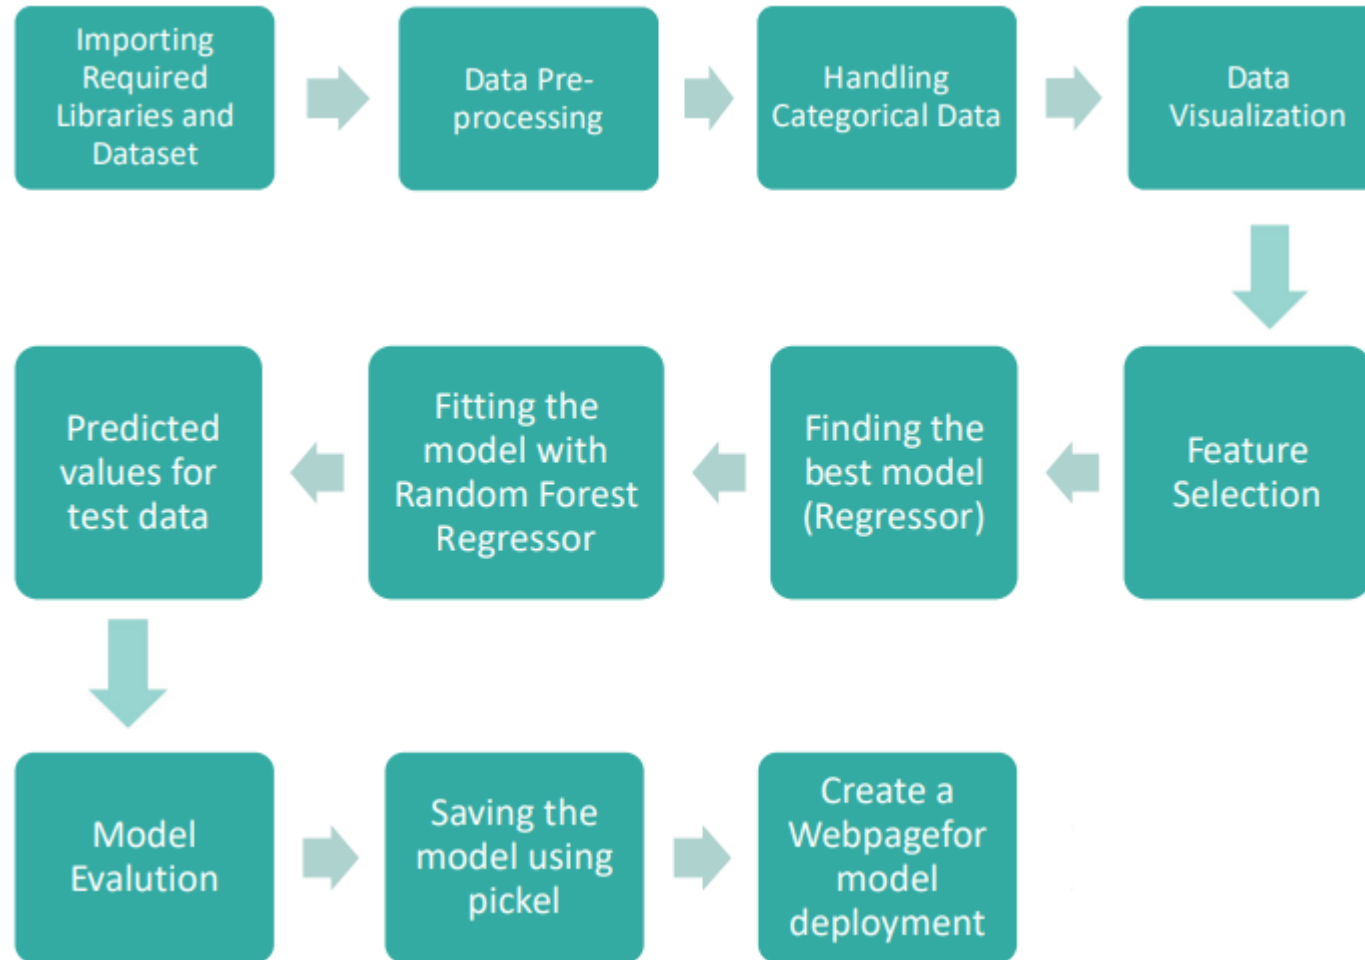 Importing
Required
Libraries and
Dataset
Data Pre-
processing
Handling
Categorical Data
Data
Visualization
Feature
Selection
Finding the
best model
(Regressor)
Fitting the
model with
Random Forest
Regressor
Predicted
values for
test data
Model
Evalution
Saving the
model using
pickel
Create a
Webpagefor
model
deployment